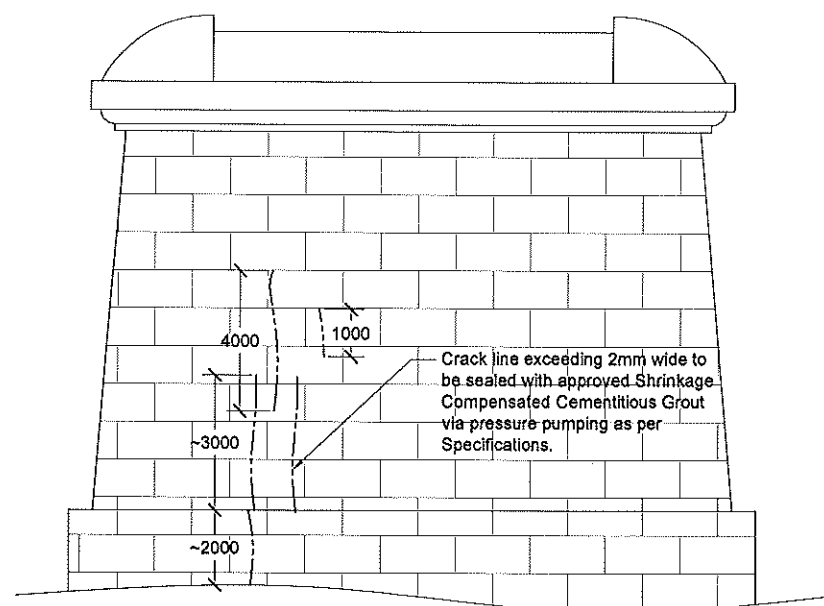 4000
1000
Crack line exceeding 2mm wide to
be sealed with approved Shrinkage
Compensated Cementitious Grout
via pressure pumping as per
Specifications.
~3000
~2000